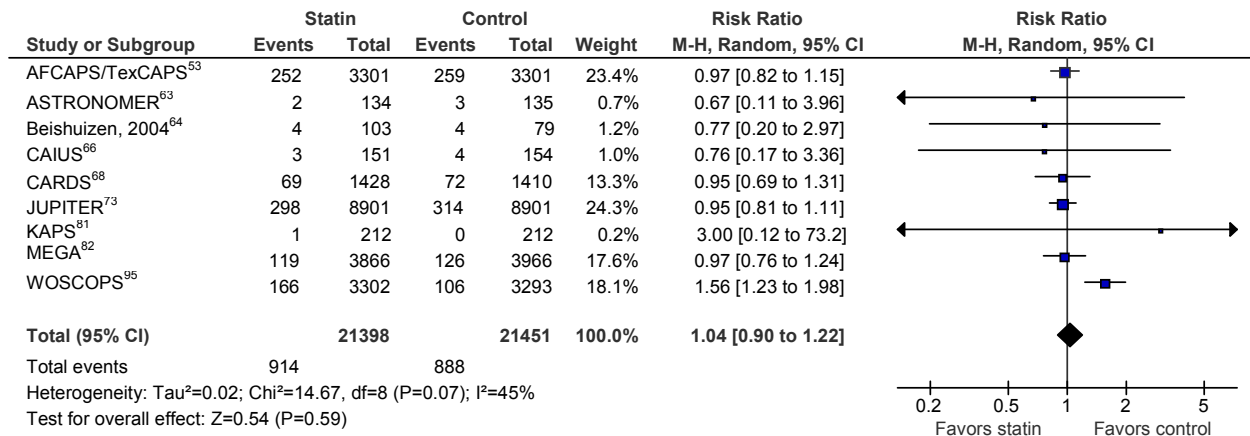 Statin Control Risk Ratio Risk Ratio
Study or Subgroup Events Total Events Total Weight M-H, Random, 95% CI M-H, Random, 95% CI
AFCAPS/TexCAPS⁵³ 252 3301 259 3301 23.4% 0.97 [0.82 to 1.15]
ASTRONOMER⁶³ 2 134 3 135 0.7% 0.67 [0.11 to 3.96]
Beishuizen, 2004⁶⁴ 4 103 4 79 1.2% 0.77 [0.20 to 2.97]
CAIUS⁶⁶ 3 151 4 154 1.0% 0.76 [0.17 to 3.36]
CARDS⁶⁸ 69 1428 72 1410 13.3% 0.95 [0.69 to 1.31]
JUPITER⁷³ 298 8901 314 8901 24.3% 0.95 [0.81 to 1.11]
KAPS⁸¹ 1 212 0 212 0.2% 3.00 [0.12 to 73.2]
MEGA⁸² 119 3866 126 3966 17.6% 0.97 [0.76 to 1.24]
WOSCOPS⁹⁵ 166 3302 106 3293 18.1% 1.56 [1.23 to 1.98]
Total (95% CI) 21398 21451 100.0% 1.04 [0.90 to 1.22]
Total events 914 888
Heterogeneity: Tau²=0.02; Chi²=14.67, df=8 (P=0.07); I²=45%
Test for overall effect: Z=0.54 (P=0.59)
0.2 0.5 1 2 5
Favors statin Favors control